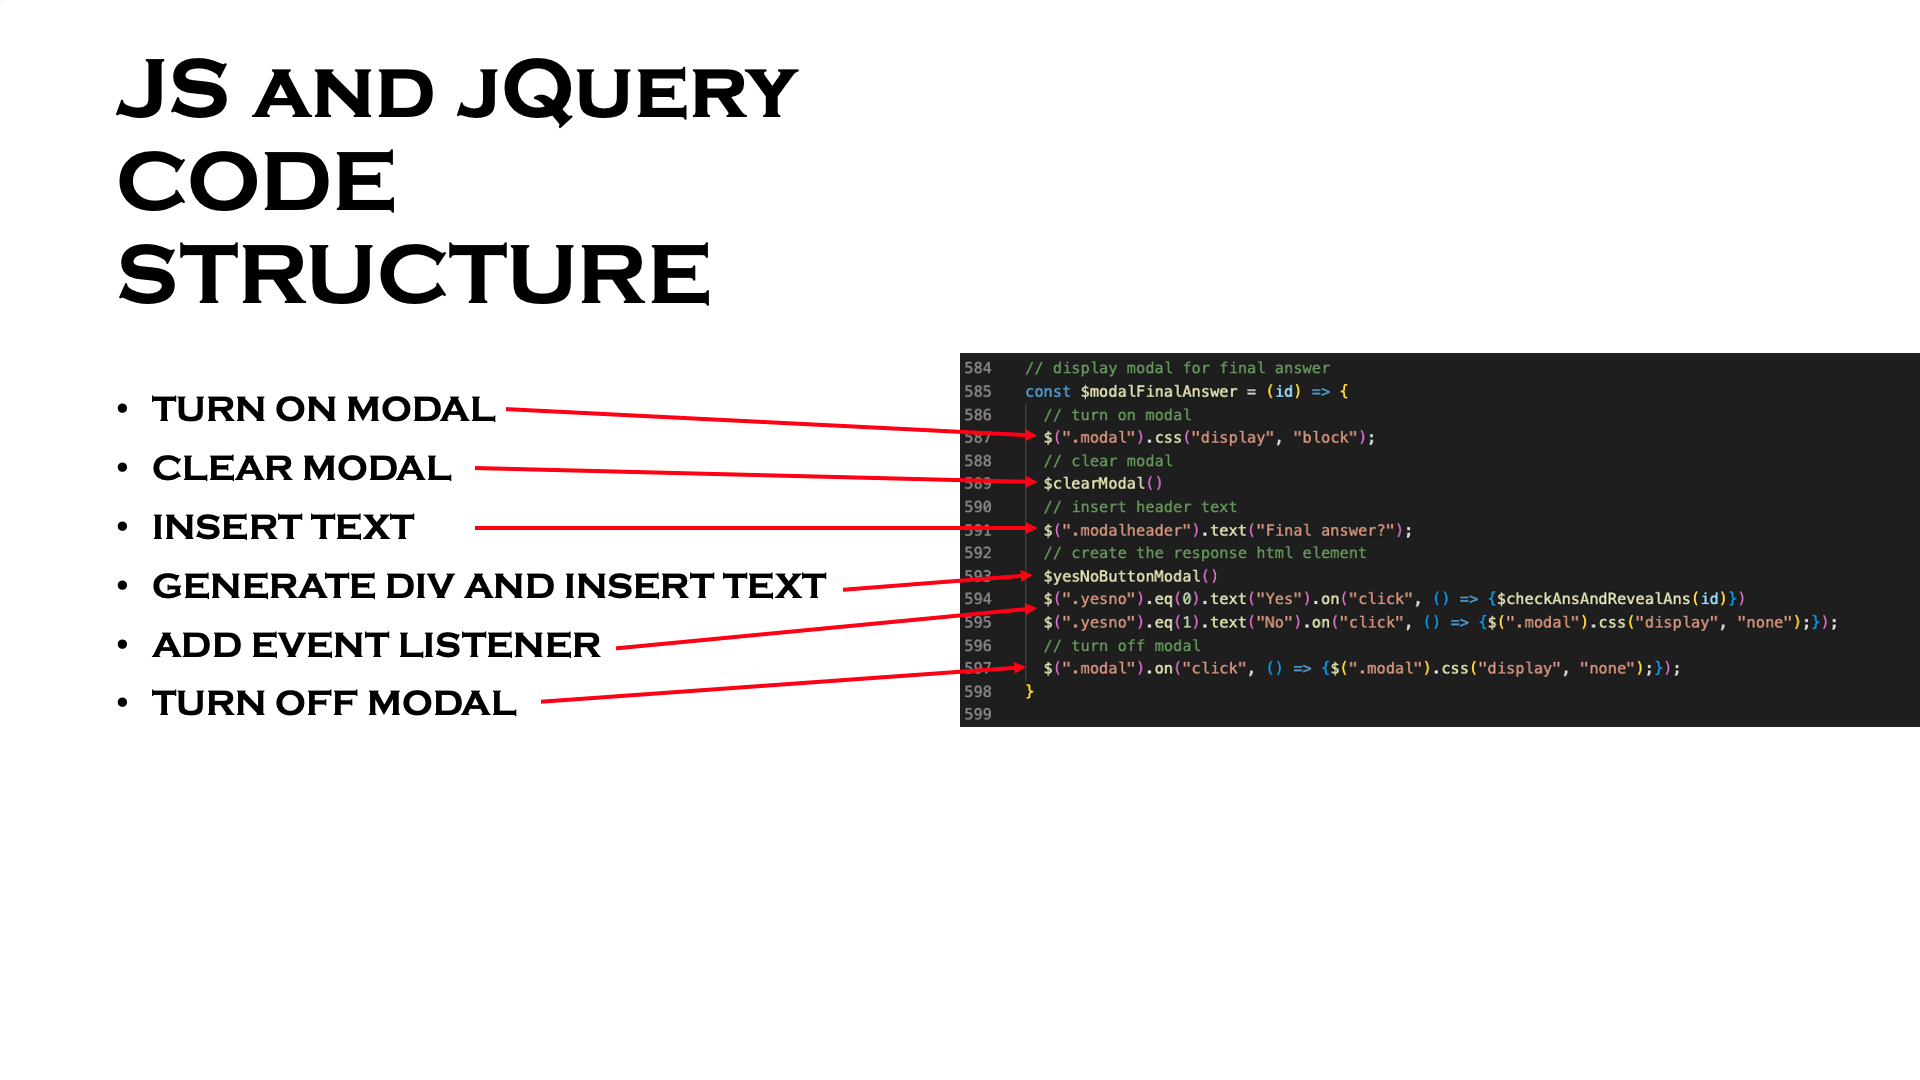 JS AND JQUERY
CODE
STRUCTURE
• TURN ON MODAL
• CLEAR MODAL
• INSERT TEXT
• GENERATE DIV AND INSERT TEXT
• ADD EVENT LISTENER
• TURN OFF MODAL
584 // display modal for final answer
585 const $modalFinalAnswer = (id) => {
586 // turn on modal
587 $(".modal").css("display", "block");
588 // clear modal
589 $clearModal()
590 // insert header text
591 $(".modalheader").text("Final answer?");
592 // create the response html element
593 $yesNoButtonModal()
594 $(".yesno").eq(0).text("Yes").on("click", () => {$checkAnsAndRevealAns(id)})
595 $(".yesno").eq(1).text("No").on("click", () => {$(".modal").css("display", "none");});
596 // turn off modal
597 $(".modal").on("click", () => {$(".modal").css("display", "none");});
598 }
599